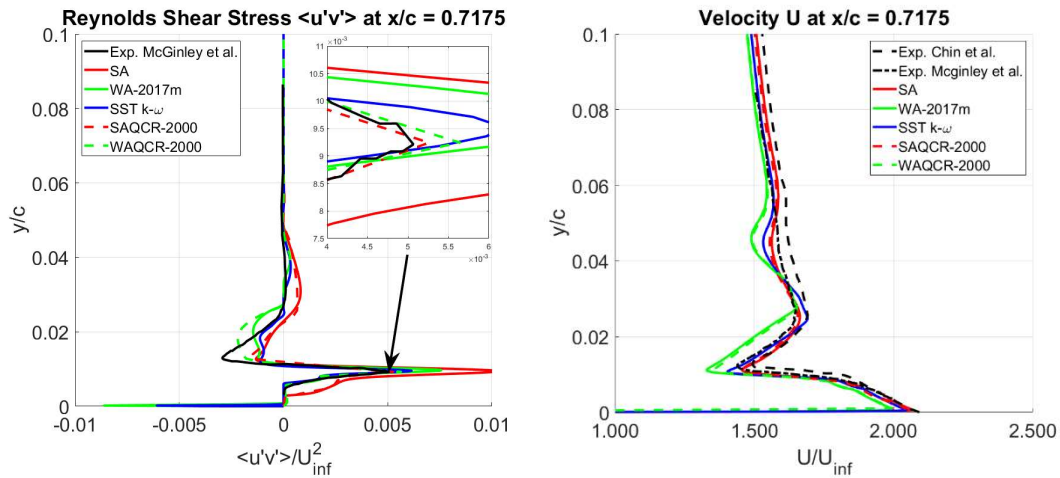 Reynolds Shear Stress <u'v'> at x/c = 0.7175
0.1
0.08
0.06
0.04
0.02
0
y/c
-0.01
-0.005
0
0.005
0.01
<u'v'>/U²inf
Exp. McGinley et al.
SA
WA-2017m
SST k-ω
SAQCR-2000
WAQCR-2000
11 ×10⁻³
10.5
10
9.5
9
8.5
8
7.5
4
4.5
5
5.5
6
×10⁻³
Velocity U at x/c = 0.7175
0.1
0.08
0.06
0.04
0.02
0
y/c
1.000
1.500
2.000
2.500
U/Uinf
Exp. Chin et al.
Exp. Mcginley et al.
SA
WA-2017m
SST k-ω
SAQCR-2000
WAQCR-2000